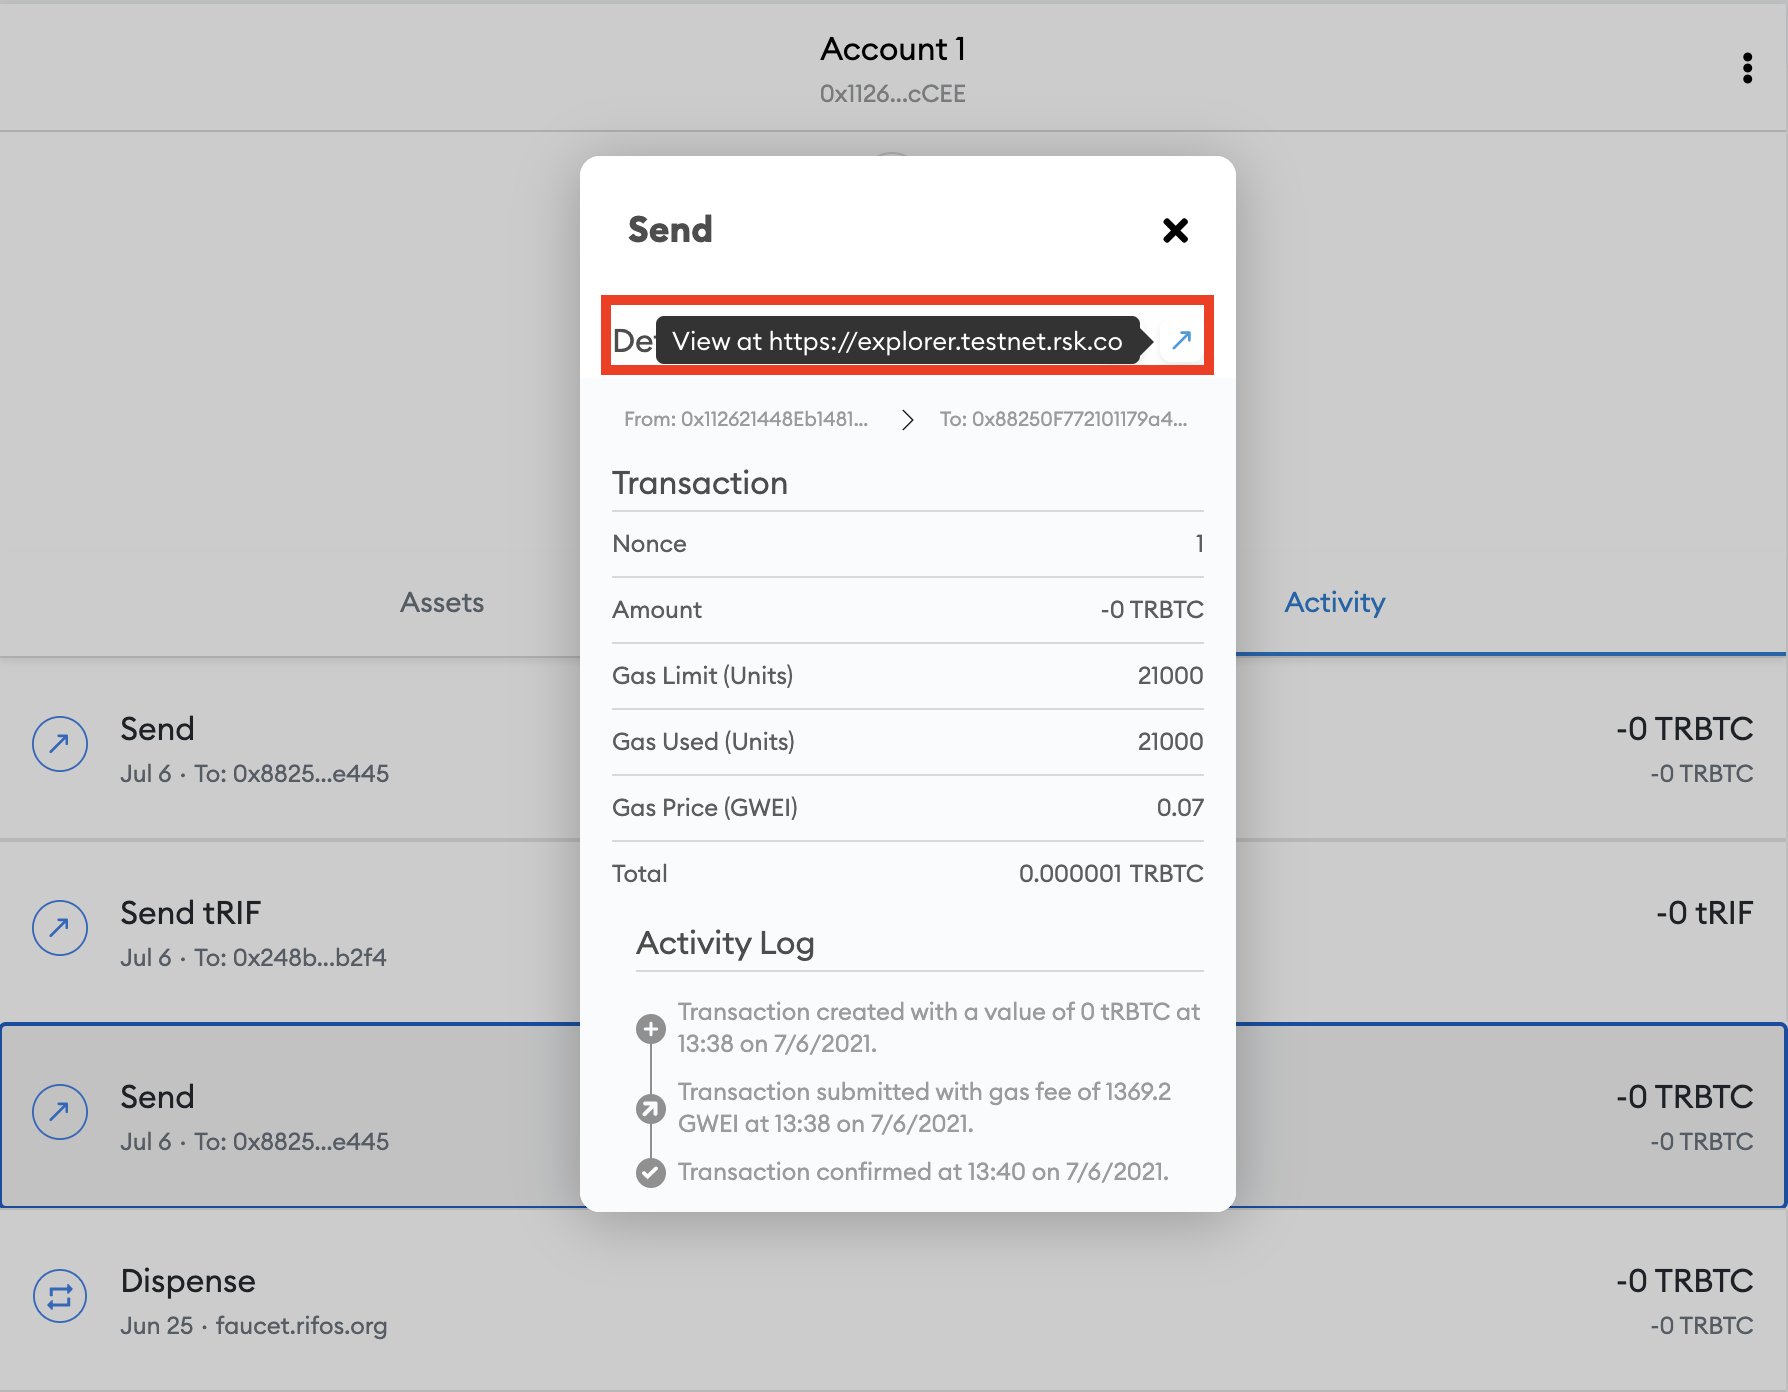 Account 1
0x1126...cCEE
Send
View at https://explorer.testnet.rsk.co
From: 0x112621448Eb1481... To: 0x88250F772101179a4...
Transaction
Nonce 1
Amount -0 TRBTC
Gas Limit (Units) 21000
Gas Used (Units) 21000
Gas Price (GWEI) 0.07
Total 0.000001 TRBTC
Activity Log
Transaction created with a value of 0 tRBTC at
13:38 on 7/6/2021.
Transaction submitted with gas fee of 1369.2
GWEI at 13:38 on 7/6/2021.
Transaction confirmed at 13:40 on 7/6/2021.
Assets
Activity
Send -0 TRBTC
Jul 6 · To: 0x8825...e445 -0 TRBTC
Send tRIF -0 tRIF
Jul 6 · To: 0x248b...b2f4
Send -0 TRBTC
Jul 6 · To: 0x8825...e445 -0 TRBTC
Dispense -0 TRBTC
Jun 25 · faucet.rifos.org -0 TRBTC